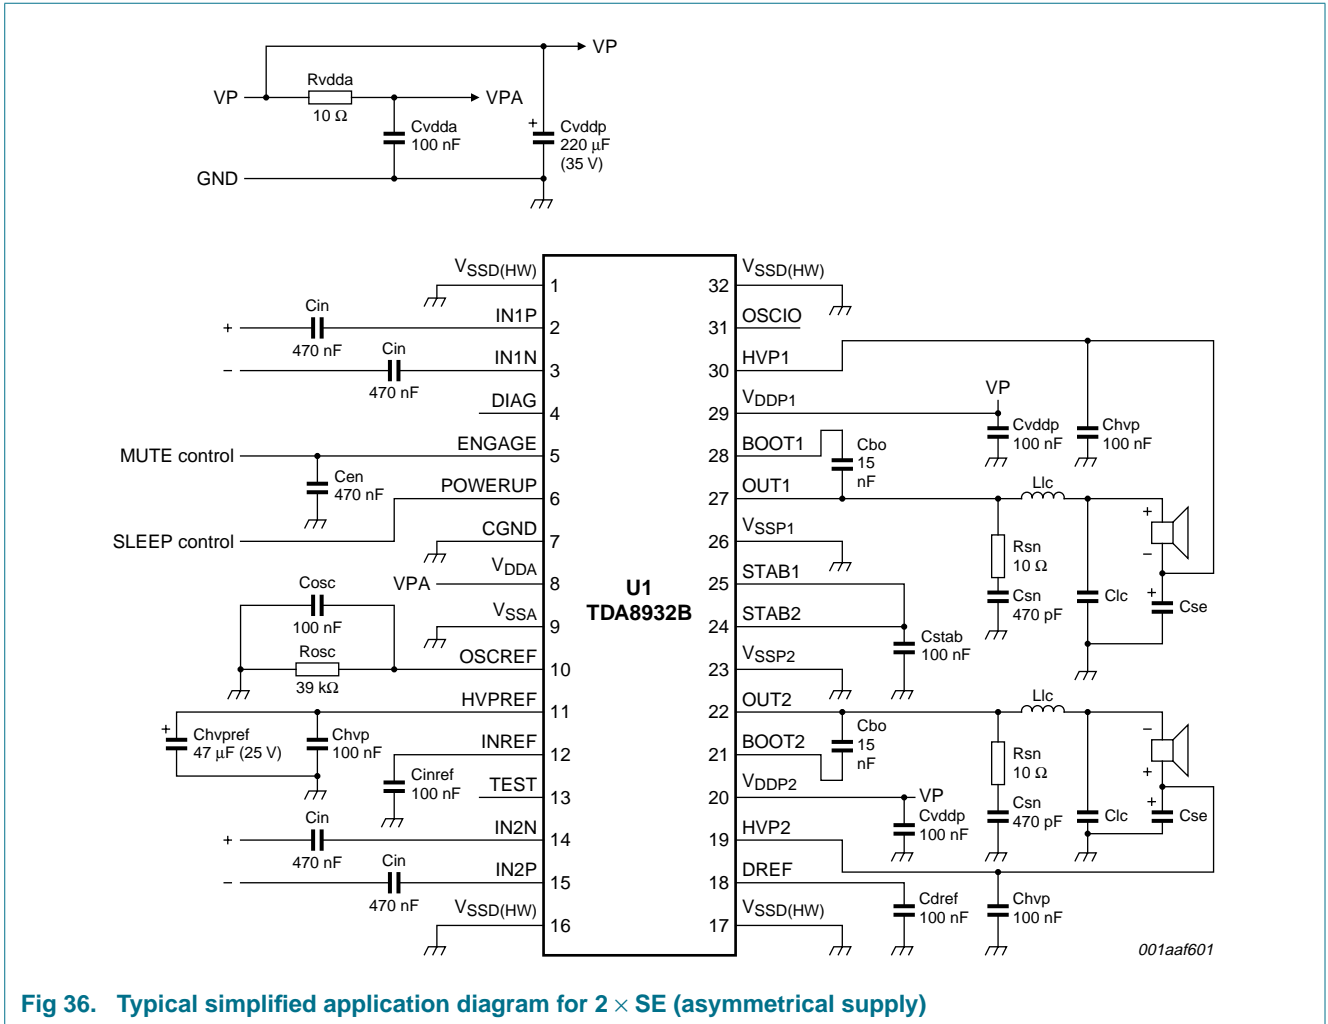 VP
Rvdda
VP
VPA
10 Ω
Cvdda
100 nF
+
Cvddp
220 μF
(35 V)
GND
VSSD(HW)
1
Cin
+
IN1P
2
470 nF
Cin
−
IN1N
3
470 nF
DIAG
4
MUTE control
ENGAGE
5
Cen
470 nF
POWERUP
6
SLEEP control
CGND
7
VPA
VDDA
8
Cosc
100 nF
VSSA
9
Rosc
39 kΩ
OSCREF
10
HVPREF
11
+
Chvpref
47 μF (25 V)
Chvp
100 nF
INREF
12
Cinref
100 nF
TEST
13
Cin
+
IN2N
14
470 nF
Cin
−
IN2P
15
470 nF
VSSD(HW)
16
U1
TDA8932B
32
VSSD(HW)
31
OSCIO
30
HVP1
29
VDDP1
VP
Cvddp
100 nF
Chvp
100 nF
28
BOOT1
Cbo
15
nF
27
OUT1
Llc
+
−
26
VSSP1
Rsn
10 Ω
25
STAB1
Csn
470 pF
Clc
+
Cse
24
STAB2
Cstab
100 nF
23
VSSP2
22
OUT2
Llc
−
+
Cbo
15
nF
21
BOOT2
Rsn
10 Ω
20
VDDP2
VP
Cvddp
100 nF
Csn
470 pF
Clc
+
Cse
19
HVP2
18
DREF
Cdref
100 nF
Chvp
100 nF
17
VSSD(HW)
001aaf601
Fig 36. Typical simplified application diagram for 2 × SE (asymmetrical supply)